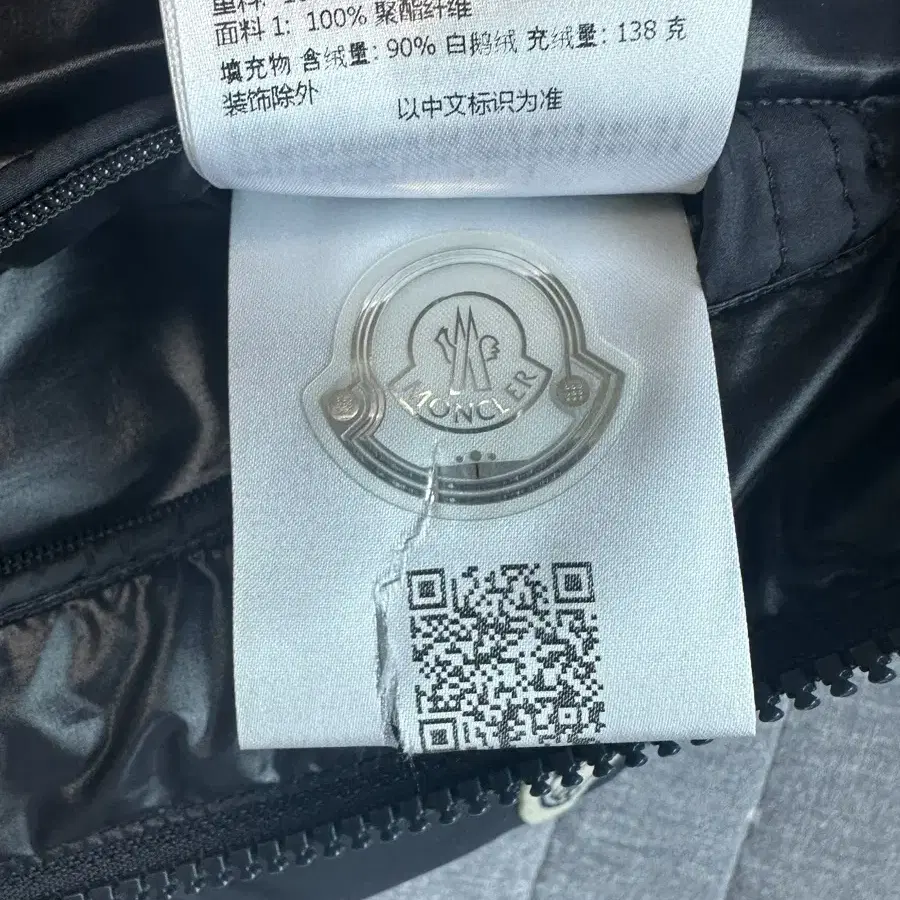 面料 1: 100% 聚酯纤维
填充物 含绒量: 90% 白鹅绒 充绒量: 138 克
装饰除外
以中文标识为准
MONCLER